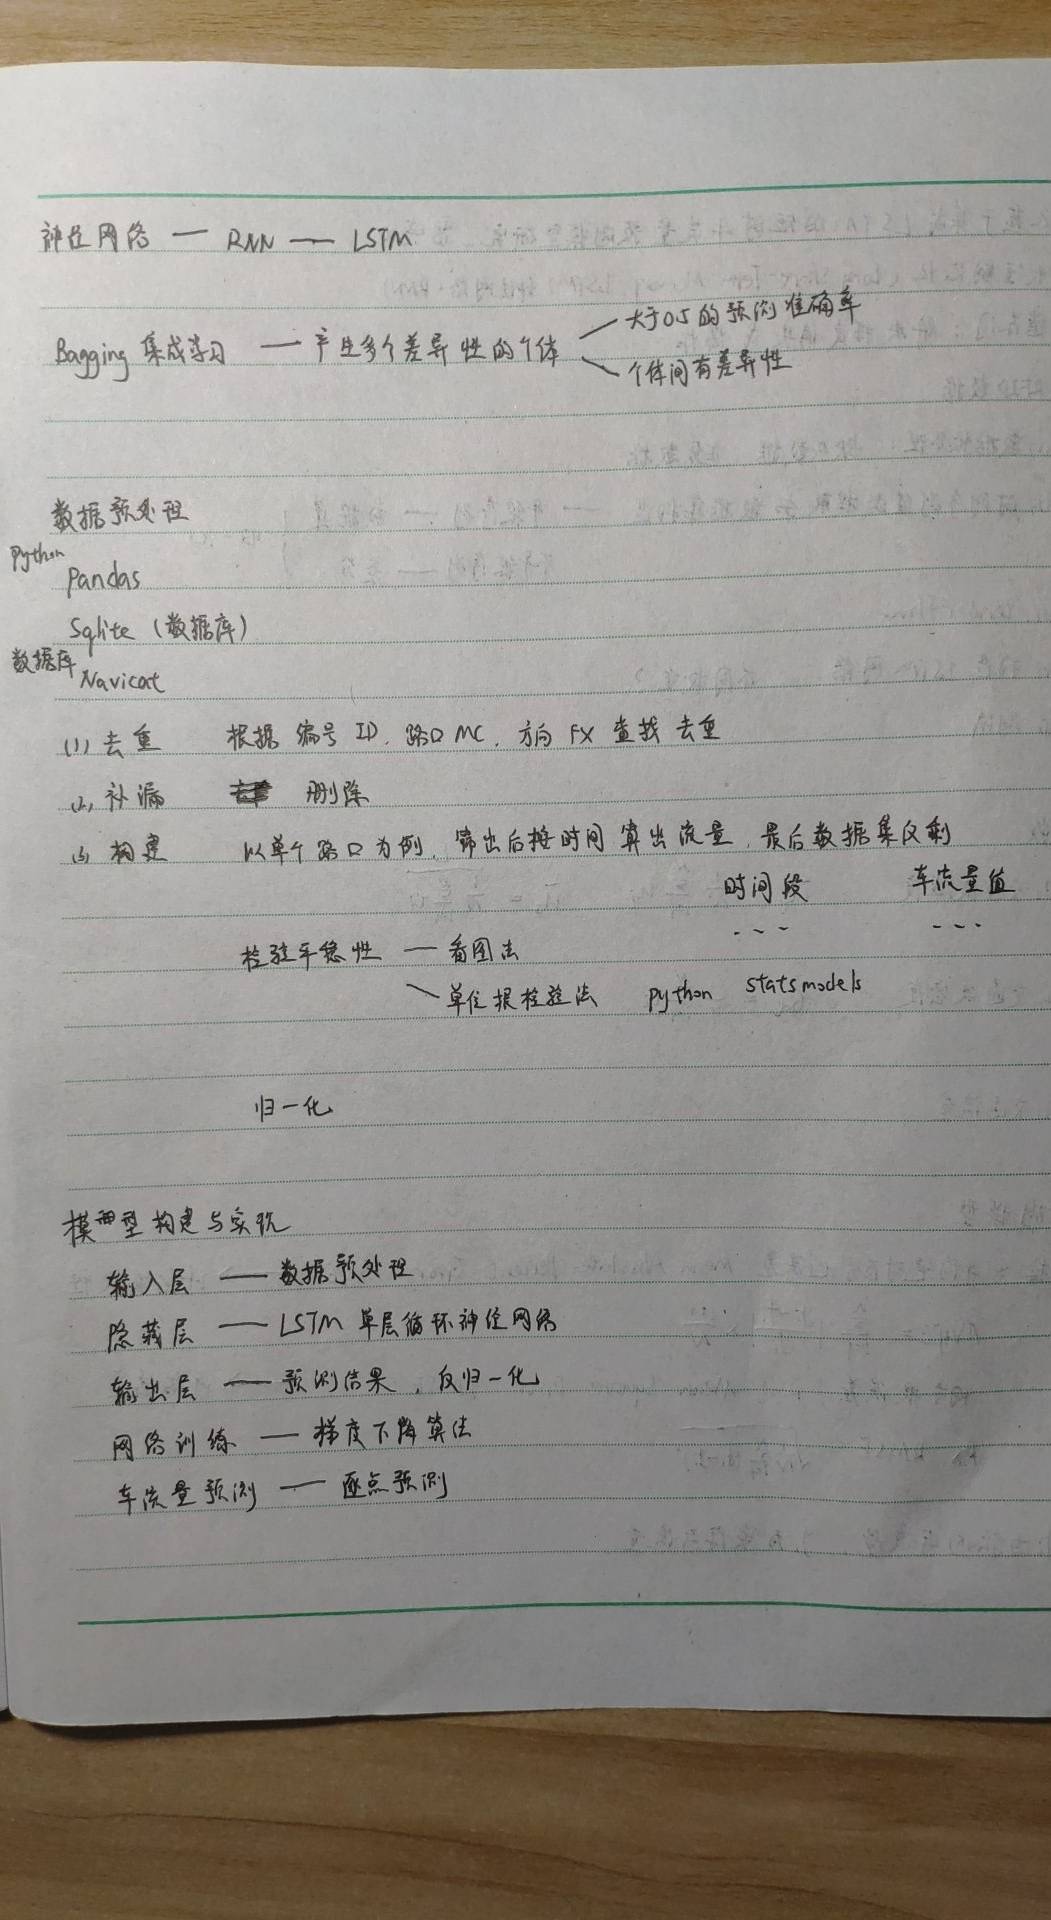 神经网络 — RNN — LSTM
大于0.5的预测准确率
Bagging 集成学习 — 产生多个差异性的个体
个体间有差异性
数据预处理
Python
Pandas
Sqlite (数据库)
数据库
Navicat
(1) 去重 根据 编号 ID, 路口 MC, 方向 FX 查找 去重
(2) 补漏 删除
(3) 构建 以单个路口为例, 筛出后按时间 算出流量, 最后数据集仅剩
时间段 车流量值
--- ---
检验平稳性 — 看图法
单位根检验法 python statsmodels
归一化
模型构建与实现
输入层 — 数据预处理
隐藏层 — LSTM 单层循环神经网络
输出层 — 预测结果, 反归一化
网络训练 — 梯度下降算法
车流量预测 — 逐点预测